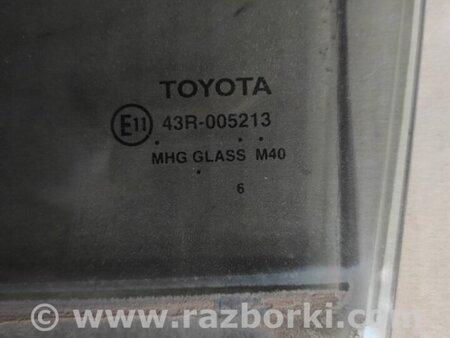 TOYOTA
E11 43R-005213
MHG GLASS M40
6
© www.razborki.com